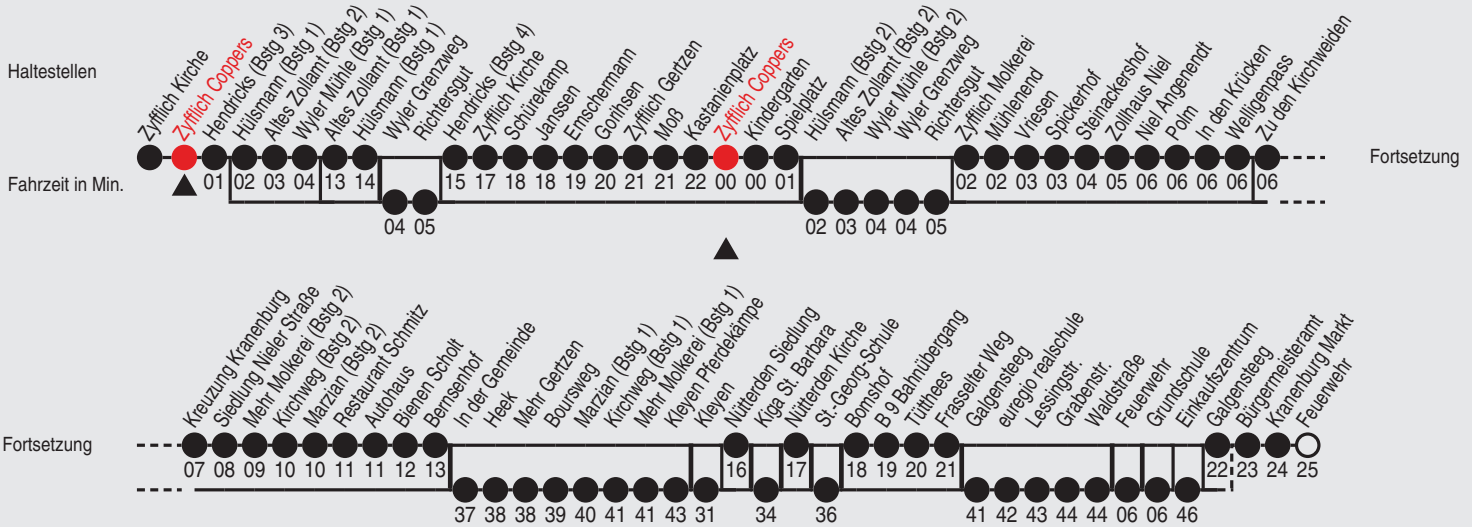 Haltestellen
Zyfflich Kirche
Zyfflich Coppers
Hendricks (Bstg 3)
Hülsmann (Bstg 1)
Altes Zollamt (Bstg 2)
Wyler Mühle (Bstg 1)
Altes Zollamt (Bstg 1)
Hülsmann (Bstg 1)
Wyler Grenzweg
Richtersgut
Hendricks (Bstg 4)
Zyfflich Kirche
Schürekamp
Janssen
Emschermann
Gorihsen
Zyfflich Gertzen
Moß
Kastanienplatz
Zyfflich Coppers
Kindergarten
Spielplatz
Hülsmann (Bstg 2)
Altes Zollamt (Bstg 2)
Wyler Mühle (Bstg 2)
Wyler Grenzweg
Richtersgut
Zyfflich Molkerei
Mühlenend
Vriesen
Spickerhof
Sternackershof
Zollhaus Niel
Niel Angenendt
Polm
In den Krücken
Welligenpass
Zu den Kirchweiden
Fortsetzung
Fahrzeit in Min.
01 02 03 04 13 14 15 17 18 18 19 20 21 21 22 00 00 01 02 02 03 03 04 05 06 06 06 06 06
04 05 02 03 04 04 05
Kreuzung Kranenburg
Siedlung Nieler Straße
Mehr Molkerei (Bstg 2)
Kirchweg (Bstg 2)
Marzian (Bstg 2)
Restaurant Schmitz
Autohaus
Bienen Scholt
Bernsenhof
In der Gemeinde
Heek
Mehr Gertzen
Boursweg
Marzian (Bstg 1)
Kirchweg (Bstg 1)
Mehr Molkerei (Bstg 1)
Kleyen Pferdekämpe
Kleyen
Nütterden Siedlung
Kiga St. Barbara
Nütterden Kirche
St.-Georg-Schule
Bomshof
B 9 Bahnübergang
Tütthees
Frasselter Weg
Galgensteeg
euregio realschule
Lessingstr.
Grabenstr.
Waldstraße
Feuerwehr
Grundschule
Einkaufszentrum
Galgensteeg
Bürgermeisteramt
Kranenburg Markt
Feuerwehr
Fortsetzung
07 08 09 10 10 11 11 12 13 16 17 18 19 20 21 22 23 24 25
37 38 38 39 40 41 41 43 31 34 36 41 42 43 44 44 06 06 46